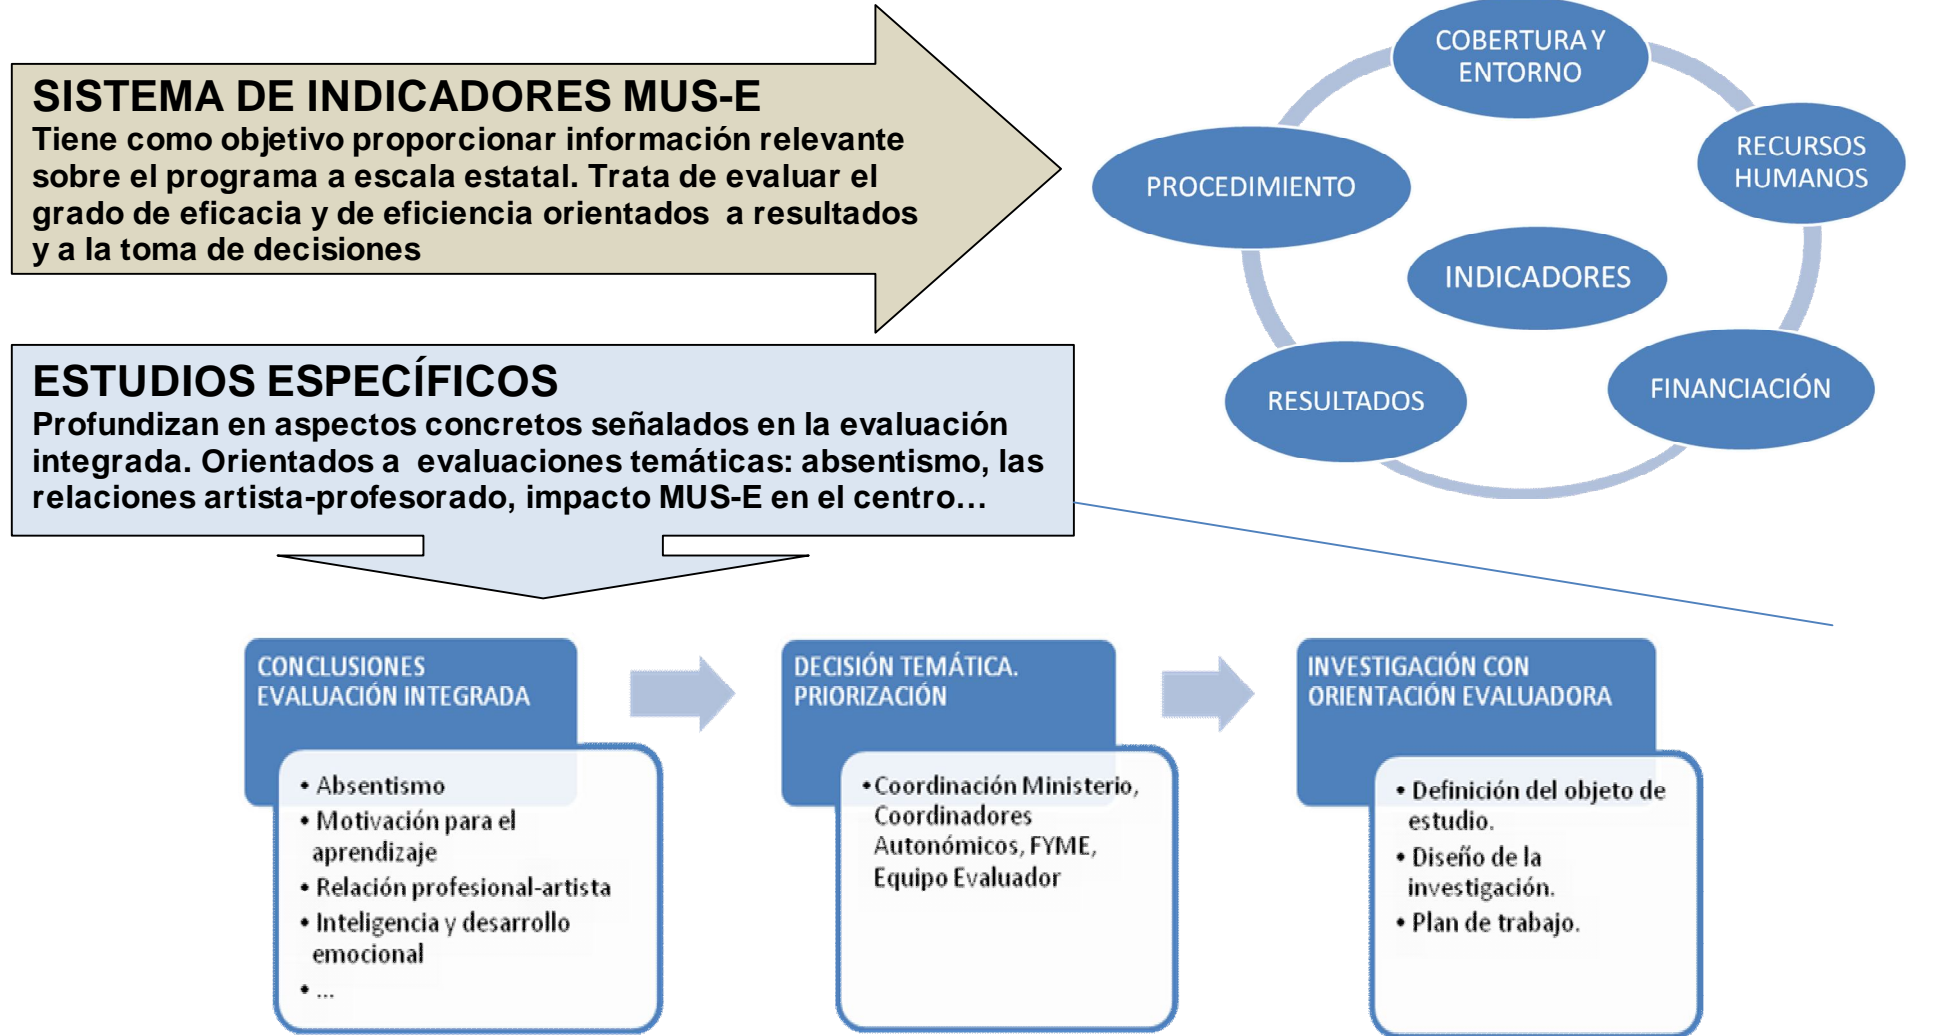 SISTEMA DE INDICADORES MUS-E
Tiene como objetivo proporcionar información relevante
sobre el programa a escala estatal. Trata de evaluar el
grado de eficacia y de eficiencia orientados a resultados
y a la toma de decisiones
COBERTURA Y
ENTORNO
RECURSOS
HUMANOS
PROCEDIMIENTO
INDICADORES
RESULTADOS
FINANCIACIÓN
ESTUDIOS ESPECÍFICOS
Profundizan en aspectos concretos señalados en la evaluación
integrada. Orientados a evaluaciones temáticas: absentismo, las
relaciones artista-profesorado, impacto MUS-E en el centro…
CONCLUSIONES
EVALUACIÓN INTEGRADA
• Absentismo
• Motivación para el
aprendizaje
• Relación profesional-artista
• Inteligencia y desarrollo
emocional
• ...
DECISIÓN TEMÁTICA.
PRIORIZACIÓN
• Coordinación Ministerio,
Coordinadores
Autonómicos, FYME,
Equipo Evaluador
INVESTIGACIÓN CON
ORIENTACIÓN EVALUADORA
• Definición del objeto de
estudio.
• Diseño de la
investigación.
• Plan de trabajo.